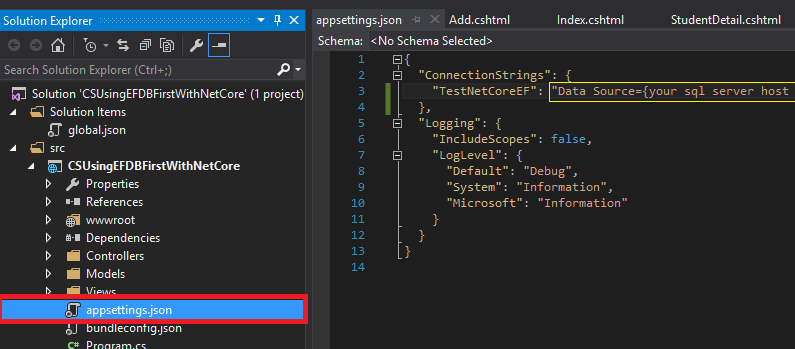 Solution Explorer
Search Solution Explorer (Ctrl+;)
Solution 'CSUsingEFDBFirstWithNetCore' (1 project)
Solution Items
global.json
src
CSUsingEFDBFirstWithNetCore
Properties
References
wwwroot
Dependencies
Controllers
Models
Views
appsettings.json
bundleconfig.json
Program.cs
appsettings.json Add.cshtml Index.cshtml StudentDetail.cshtml
Schema: <No Schema Selected>
1 {
2 "ConnectionStrings": {
3 "TestNetCoreEF": "Data Source={your sql server host
4 },
5 "Logging": {
6 "IncludeScopes": false,
7 "LogLevel": {
8 "Default": "Debug",
9 "System": "Information",
10 "Microsoft": "Information"
11 }
12 }
13 }
14